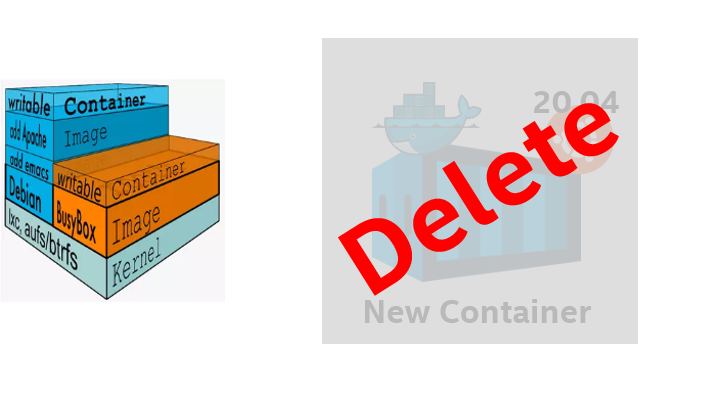 writable Container
add Apache Image
add emacs
Debian
writable Container
BusyBox Image
lxc, aufs/btrfs Kernel
20.04
Delete
New Container